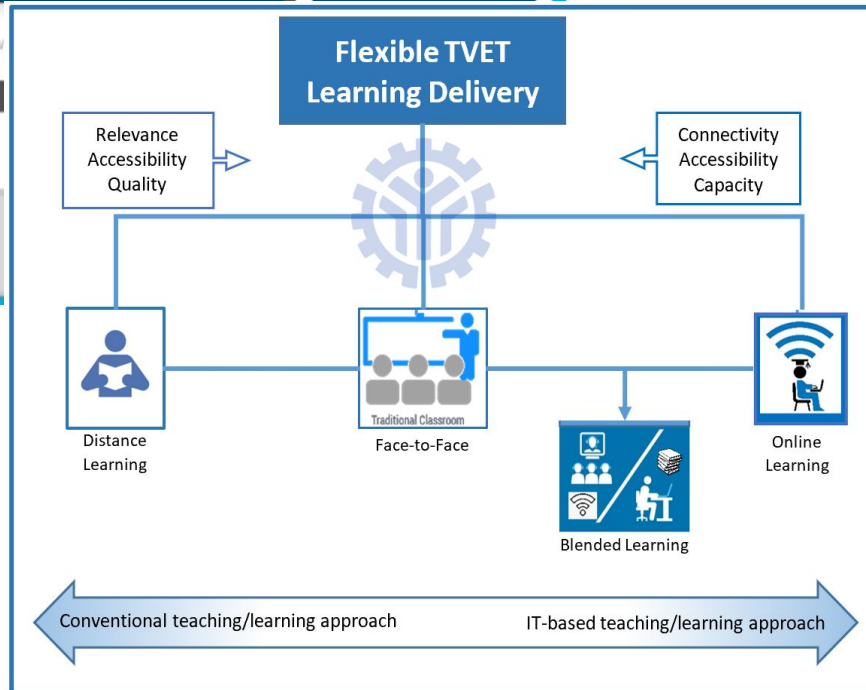 Flexible TVET
Learning Delivery
Relevance
Accessibility
Quality
Connectivity
Accessibility
Capacity
Traditional Classroom
Distance
Learning
Face-to-Face
Online
Learning
Blended Learning
Conventional teaching/learning approach
IT-based teaching/learning approach